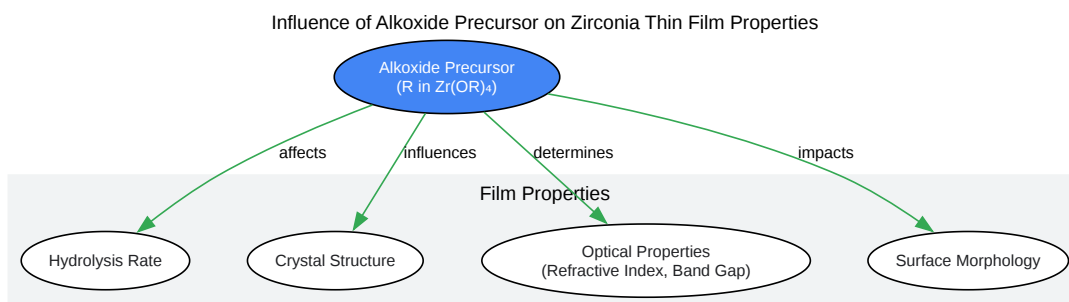 Influence of Alkoxide Precursor on Zirconia Thin Film Properties
Alkoxide Precursor
(R in Zr(OR)₄)
affects
influences
determines
impacts
Film Properties
Hydrolysis Rate
Crystal Structure
Optical Properties
(Refractive Index, Band Gap)
Surface Morphology